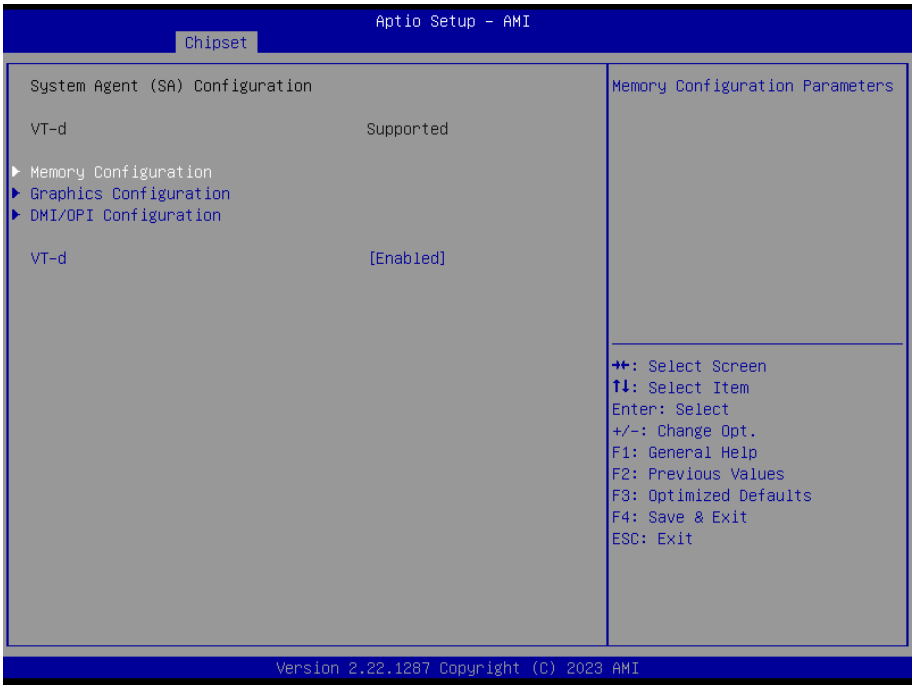 Aptio Setup – AMI
Chipset
System Agent (SA) Configuration
VT-d Supported
Memory Configuration
Graphics Configuration
DMI/OPI Configuration
VT-d [Enabled]
Memory Configuration Parameters
→←: Select Screen
↑↓: Select Item
Enter: Select
+/-: Change Opt.
F1: General Help
F2: Previous Values
F3: Optimized Defaults
F4: Save & Exit
ESC: Exit
Version 2.22.1287 Copyright (C) 2023 AMI